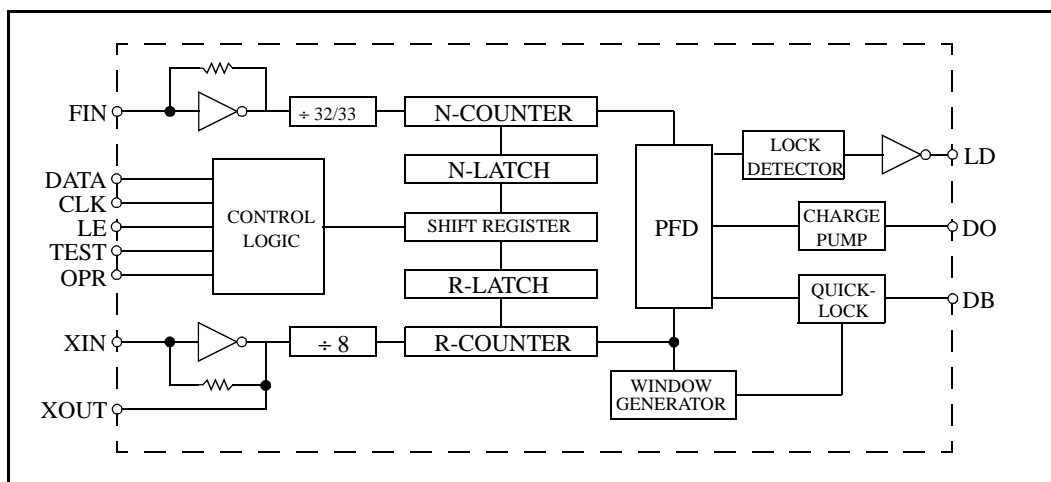 FIN
÷ 32/33
N-COUNTER
LOCK
DETECTOR
LD
DATA
CLK
LE
TEST
OPR
CONTROL
LOGIC
N-LATCH
SHIFT REGISTER
R-LATCH
PFD
CHARGE
PUMP
DO
QUICK-
LOCK
DB
XIN
÷ 8
R-COUNTER
WINDOW
GENERATOR
XOUT